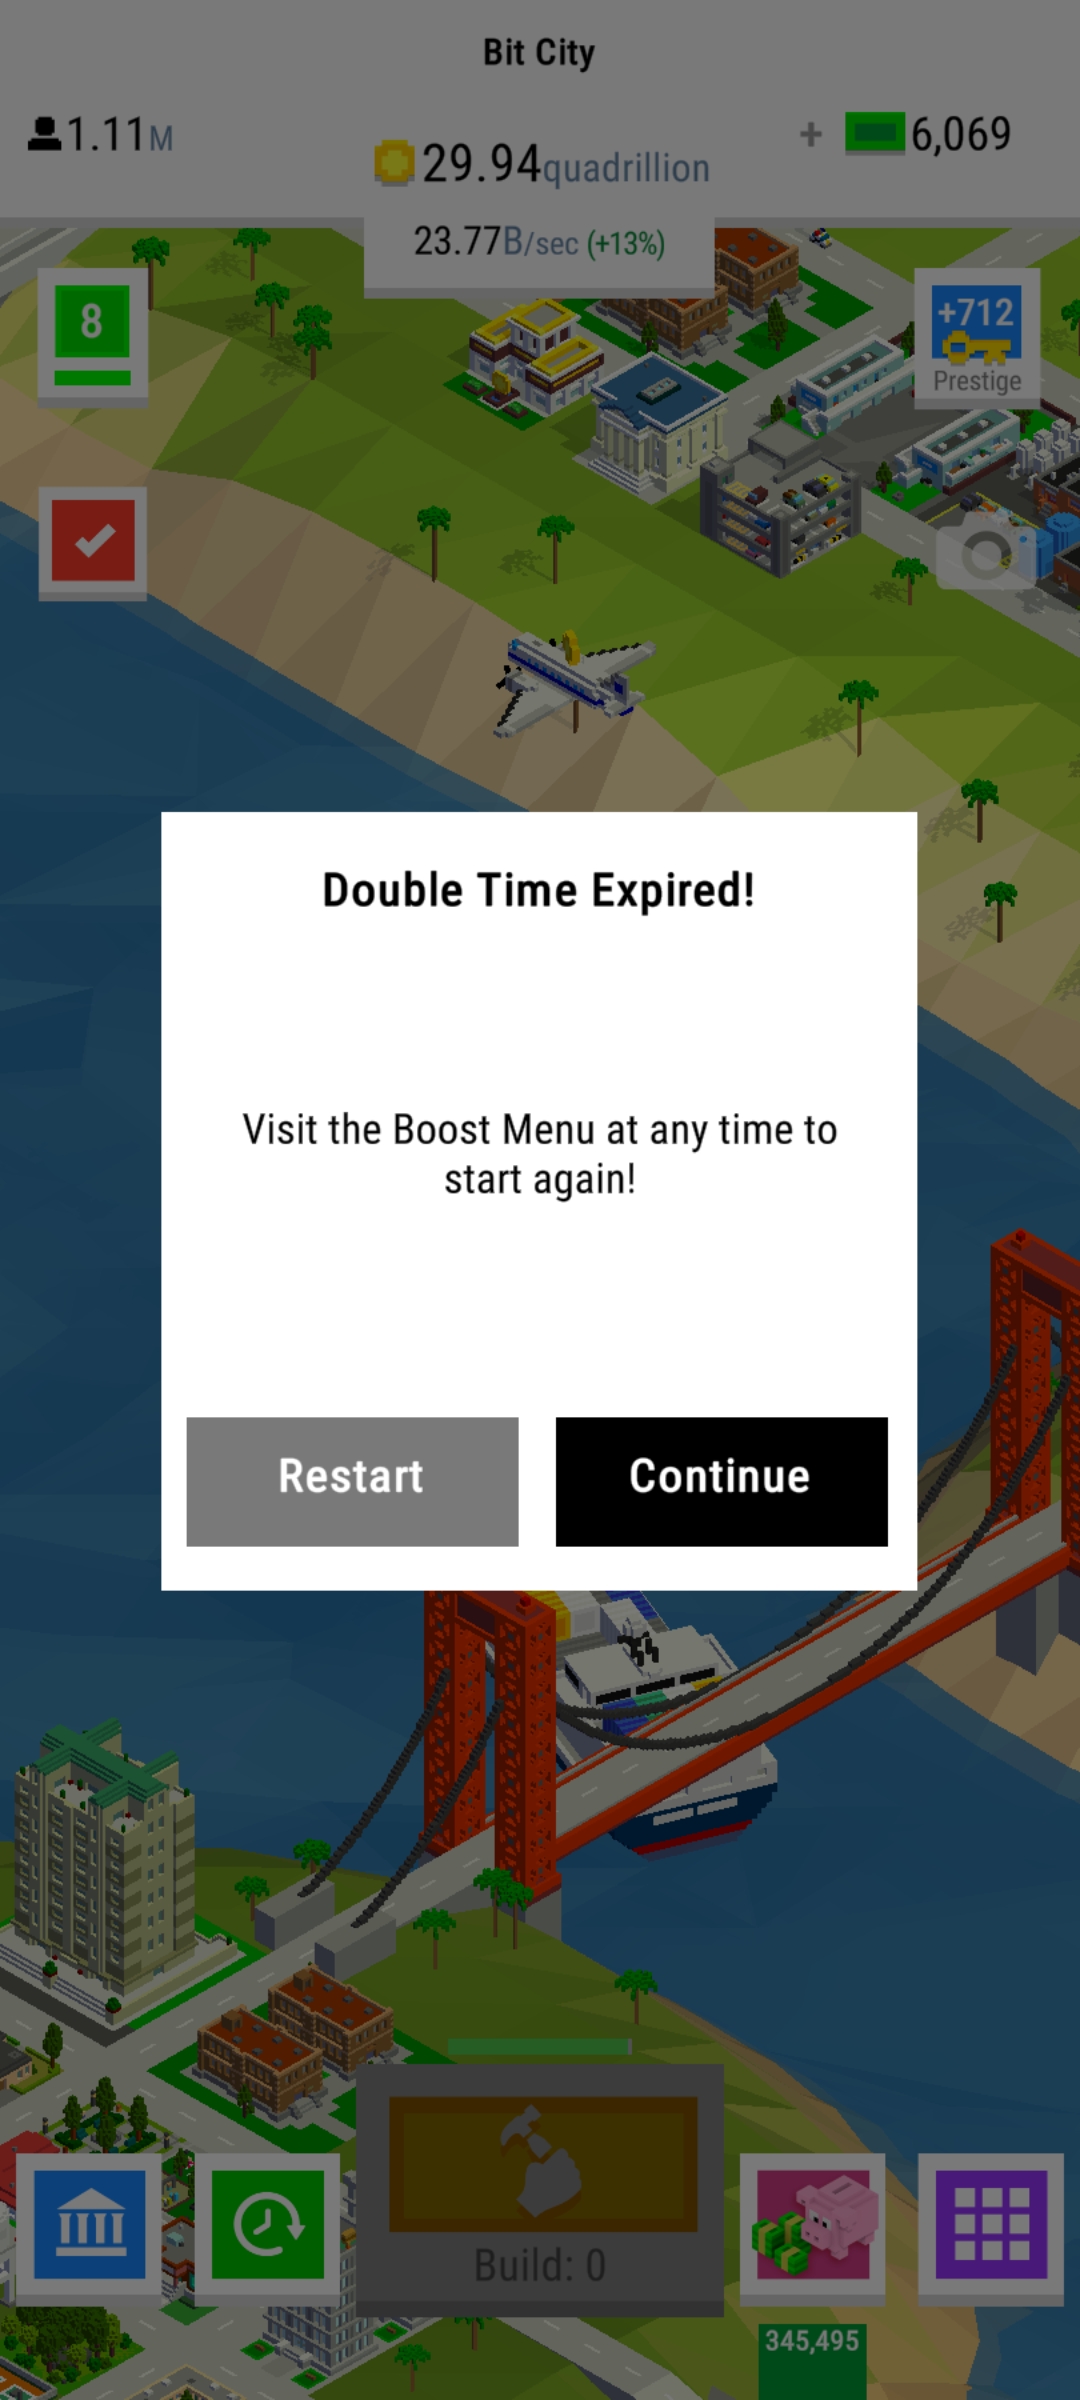 Bit City
1.11M
29.94quadrillion
+ 6,069
23.77B/sec (+13%)
8
+712
Prestige
Double Time Expired!
Visit the Boost Menu at any time to
start again!
Restart
Continue
Build: 0
345,495